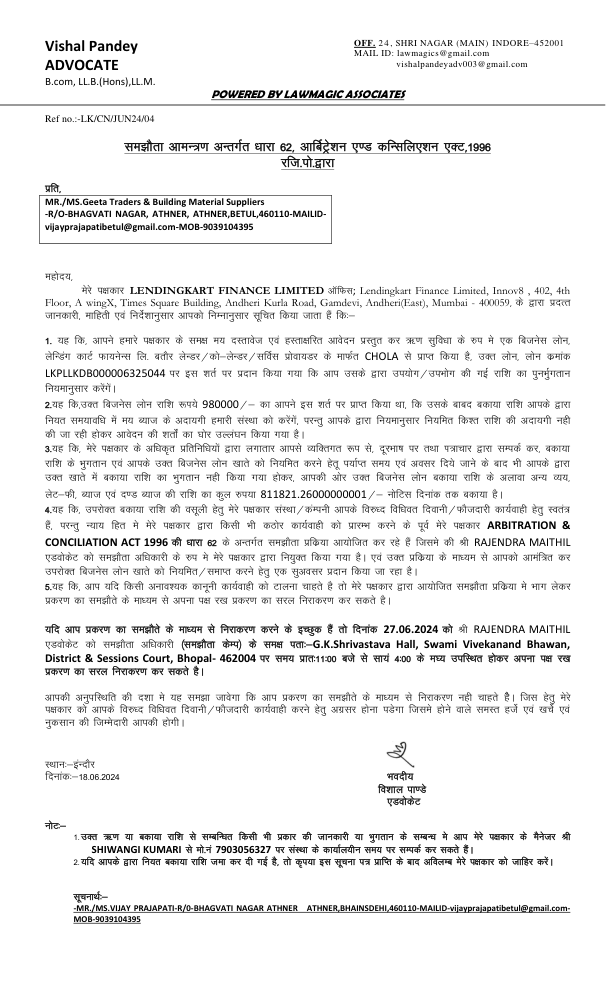 Vishal Pandey
ADVOCATE
B.com, LL.B.(Hons),LL.M.
OFF. 24, SHRI NAGAR (MAIN) INDORE–452001
MAIL ID: lawmagics@gmail.com
vishalpandeyadv003@gmail.com
POWERED BY LAWMAGIC ASSOCIATES
Ref no.:-LK/CN/JUN24/04
समझौता आमन्त्रण अन्तर्गत धारा 62, आर्बिट्रेशन एण्ड कन्सिलिएशन एक्ट,1996
रजि.पो.द्वारा
प्रति,
MR./MS.Geeta Traders & Building Material Suppliers
-R/O-BHAGVATI NAGAR, ATHNER, ATHNER,BETUL,460110-MAILID-
vijayprajapatibetul@gmail.com-MOB-9039104395
महोदय,
मेरे पक्षकार LENDINGKART FINANCE LIMITED ऑफिस; Lendingkart Finance Limited, Innov8 , 402, 4th
Floor, A wingX, Times Square Building, Andheri Kurla Road, Gamdevi, Andheri(East), Mumbai - 400059, के द्वारा प्रदत्त
जानकारी, माहिती एवं निर्देशानुसार आपको निम्नानुसार सूचित किया जाता हैं कि:–
1. यह कि, आपने हमारे पक्षकार के समक्ष मय दस्तावेज एवं हस्ताक्षरित आवेदन प्रस्तुत कर ऋण सुविधा के रुप मे एक बिजनेस लोन,
लेन्डिंग कार्ट फायनेन्स लि. बतौर लेन्डर/को–लेन्डर/सर्विस प्रोवायडर के मार्फत CHOLA से प्राप्त किया है, उक्त लोन, लोन क्रमांक
LKPLLKDB000006325044 पर इस शर्त पर प्रदान किया गया कि आप उसके द्वारा उपयोग/उपभोग की गई राशि का पुनर्भुगतान
नियमानुसार करेंगें।
2.यह कि,उक्त बिजनेस लोन राशि रूपये 980000/– का आपने इस शर्त पर प्राप्त किया था, कि उसके बाबद बकाया राशि आपके द्वारा
नियत समयावधि में मय ब्याज के अदायगी हमारी संस्था को करेंगें, परन्तु आपके द्वारा नियमानुसार नियमित किश्त राशि की अदायगी नही
की जा रही होकर आवेदन की शर्तों का घोर उल्लंघन किया गया है।
3.यह कि, मेरे पक्षकार के अधिकृत प्रतिनिधियों द्वारा लगातार आपसे व्यक्तिगत रूप से, दूरभाष पर तथा पत्राचार द्वारा सम्पर्क कर, बकाया
राशि के भुगतान एवं आपके उक्त बिजनेस लोन खाते को नियमित करने हेतू पर्याप्त समय एवं अवसर दिये जाने के बाद भी आपके द्वारा
उक्त खाते में बकाया राशि का भुगतान नही किया गया होकर, आपकी ओर उक्त बिजनेस लोन की बकाया राशि के अलावा अन्य व्यय,
लेट–फी, ब्याज एवं दण्ड ब्याज की राशि का कुल रुपया 811821.26000000001/– नोटिस दिनांक तक बकाया है।
4.यह कि, उपरोक्त बकाया राशि की वसूली हेतु मेरे पक्षकार संस्था/कंम्पनी आपके विरुध विधिवत दिवानी/फौजदारी कार्यवाही हेतु स्वतंत्र
हैं, परन्तु न्याय हित मे मेरे पक्षकार द्वारा किसी भी कठोर कार्यवाही को प्रारम्भ करने के पूर्व मेरे पक्षकार ARBITRATION &
CONCILIATION ACT 1996 की धारा 62 के अन्तर्गत समझौता प्रक्रिया आयोजित कर रहे हैं जिसमे की श्री RAJENDRA MAITHIL
एडवोकेट को समझौता अधिकारी के रुप मे मेरे पक्षकार द्वारा नियुक्त किया गया है। एवं उक्त प्रक्रिया के माध्यम से आपको आमंत्रित कर
उपरोक्त बिजनेस लोन खाते को नियमित/समाप्त करने हेतु एक सुअवसर प्रदान किया जा रहा है।
5.यह कि, आप यदि किसी अनावश्यक कानूनी कार्यवाही को टालना चाहते है तो मेरे पक्षकार द्वारा आयोजित समझौता प्रक्रिया मे भाग लेकर
प्रकरण का समझौते के माध्यम से अपना पक्ष रख प्रकरण का सरल निराकरण कर सकते है।
यदि आप प्रकरण का समझौते के माध्यम से निराकरण करने के इच्छुक हैं तो दिनांक 27.06.2024 को श्री RAJENDRA MAITHIL
एडवोकेट को समझौता अधिकारी (समझौता केम्प) के समक्ष पता:–G.K.Shrivastava Hall, Swami Vivekanand Bhawan,
District & Sessions Court, Bhopal- 462004 पर समय प्रात:11:00 बजे से सायं 4:00 के मघ्य उपस्थित होकर अपना पक्ष रख
प्रकरण का सरल निराकरण कर सकते है।
आपकी अनुपस्थिति की दशा मे यह समझा जावेगा कि आप प्रकरण का समझौते के माध्यम से निराकरण नही चाहते है। जिस हेतु मेरे
पक्षकार को आपके विरुध्द विधिवत दिवानी/फौजदारी कार्यवाही करने हेतु अग्रसर होना पडेगा जिसमे होने वाले समस्त हर्जे एवं खर्चे एवं
नुकसान की जिम्मेदारी आपकी होगी।
स्थान:–इंन्दौर
दिनांक:–18.06.2024
भवदीय
विशाल पाण्डे
एडवोकेट
नोट:–
1.उक्त ऋण या बकाया राशि से सम्बन्धित किसी भी प्रकार की जानकारी या भुगतान के सम्बन्ध मे आप मेरे पक्षकार के मैनेजर श्री
SHIWANGI KUMARI से मो.नं 7903056327 पर संस्था के कार्यालयीन समय पर सम्पर्क कर सकते हैं।
2.यदि आपके द्वारा नियत बकाया राशि जमा कर दी गई है, तो कृपया इस सूचना पत्र प्राप्ति के बाद अविलम्ब मेरे पक्षकार को जाहिर करें।
सूचनार्थ:–
-MR./MS.VIJAY PRAJAPATI-R/0-BHAGVATI NAGAR ATHNER ATHNER,BHAINSDEHI,460110-MAILID-vijayprajapatibetul@gmail.com-
MOB-9039104395